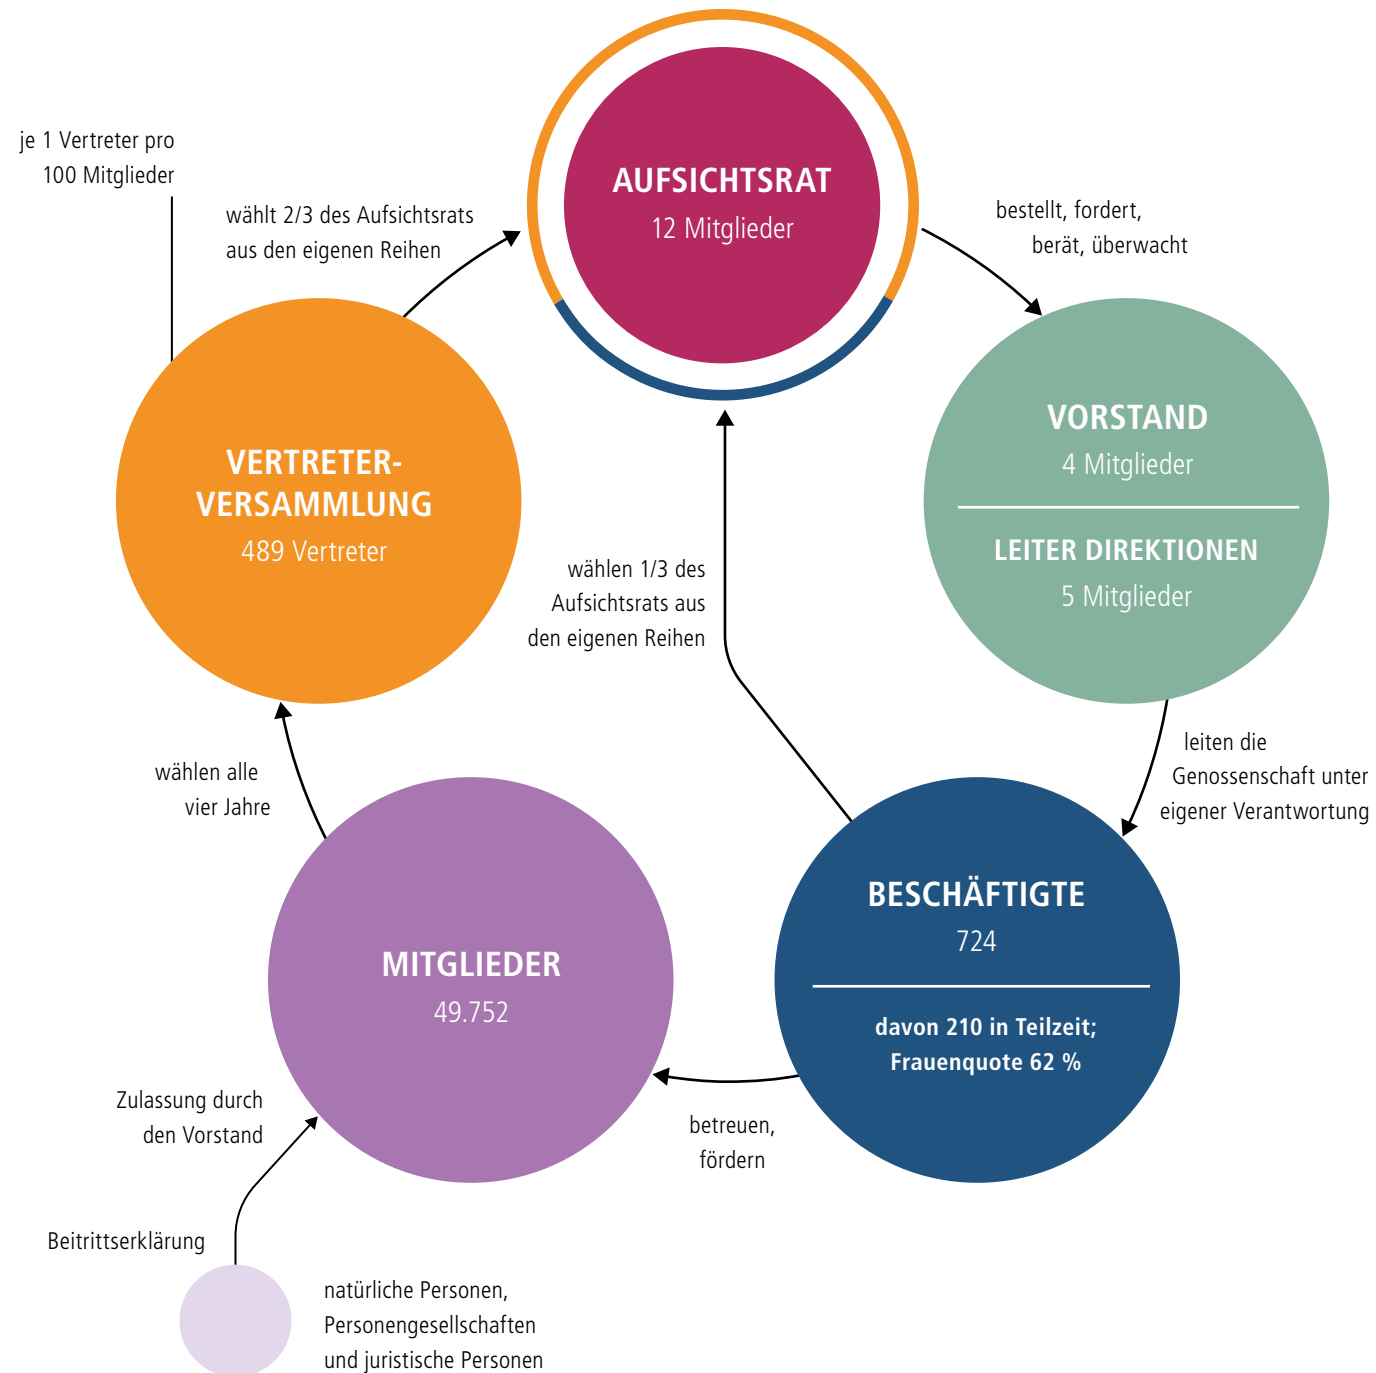 je 1 Vertreter pro
100 Mitglieder
wählt 2/3 des Aufsichtsrats
aus den eigenen Reihen
AUFSICHTSRAT
12 Mitglieder
bestellt, fordert,
berät, überwacht
VERTRETER-
VERSAMMLUNG
489 Vertreter
VORSTAND
4 Mitglieder
LEITER DIREKTIONEN
5 Mitglieder
wählen 1/3 des
Aufsichtsrats aus
den eigenen Reihen
wählen alle
vier Jahre
leiten die
Genossenschaft unter
eigener Verantwortung
MITGLIEDER
49.752
BESCHÄFTIGTE
724
davon 210 in Teilzeit;
Frauenquote 62 %
Zulassung durch
den Vorstand
betreuen,
fördern
Beitrittserklärung
natürliche Personen,
Personengesellschaften
und juristische Personen